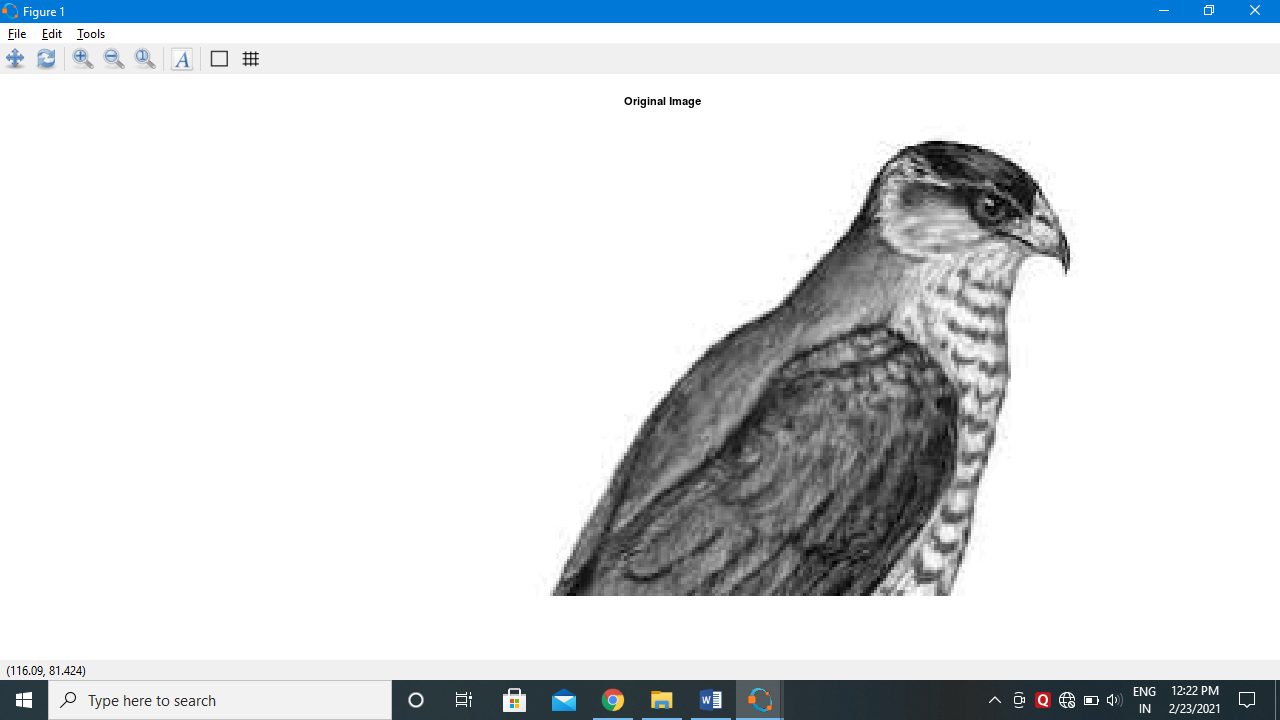 Figure 1
File Edit Tools
A
Original Image
(116.09, 81.424)
Type here to search
ENG
IN
12:22 PM
2/23/2021